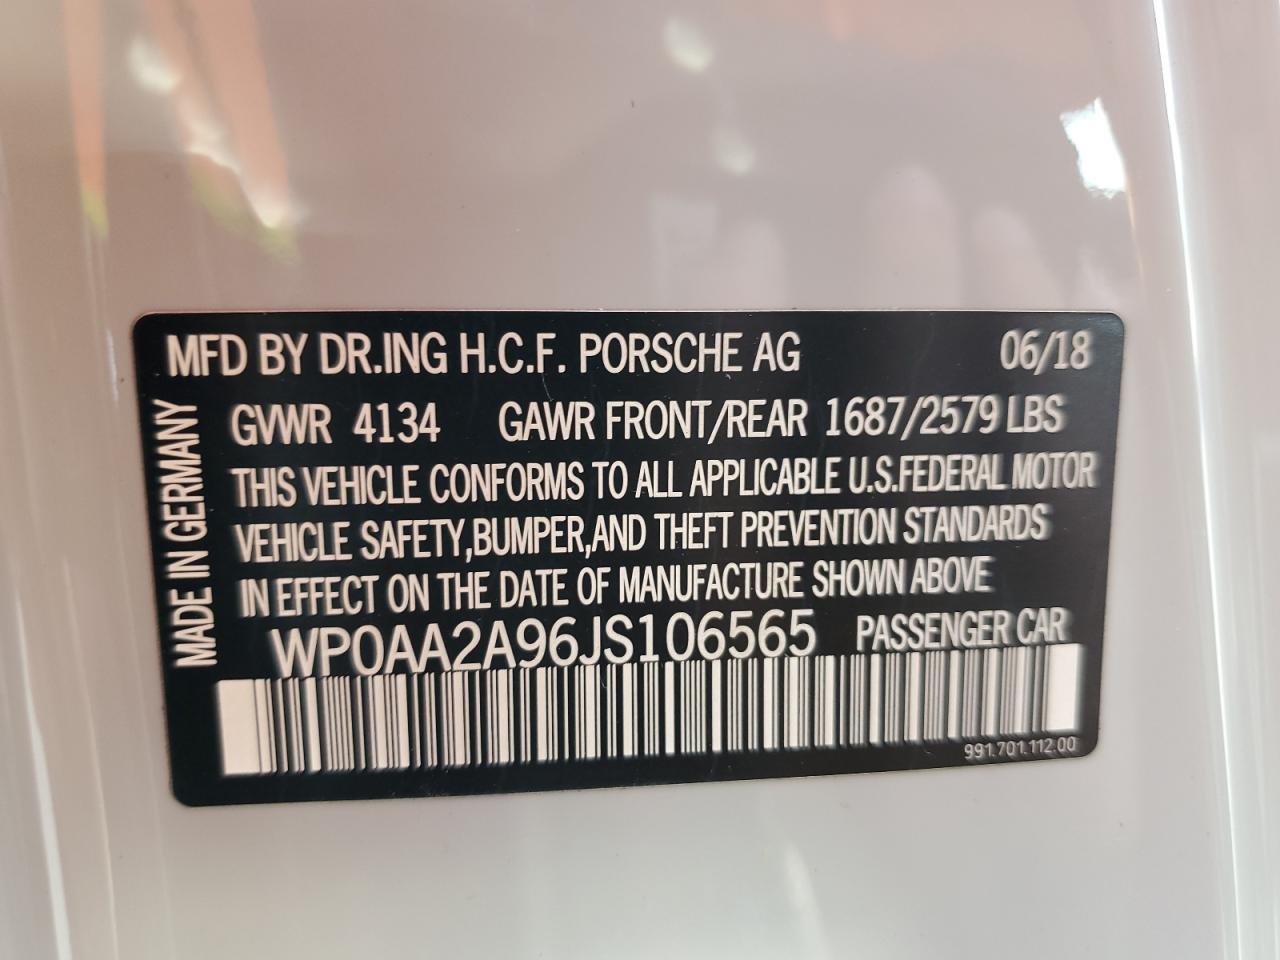 MFD BY DR.ING H.C.F. PORSCHE AG 06/18
GVWR 4134 GAWR FRONT/REAR 1687/2579 LBS
THIS VEHICLE CONFORMS TO ALL APPLICABLE U.S.FEDERAL MOTOR
VEHICLE SAFETY,BUMPER,AND THEFT PREVENTION STANDARDS
IN EFFECT ON THE DATE OF MANUFACTURE SHOWN ABOVE
WP0AA2A96JS106565 PASSENGER CAR
991.701.112.00
MADE IN GERMANY